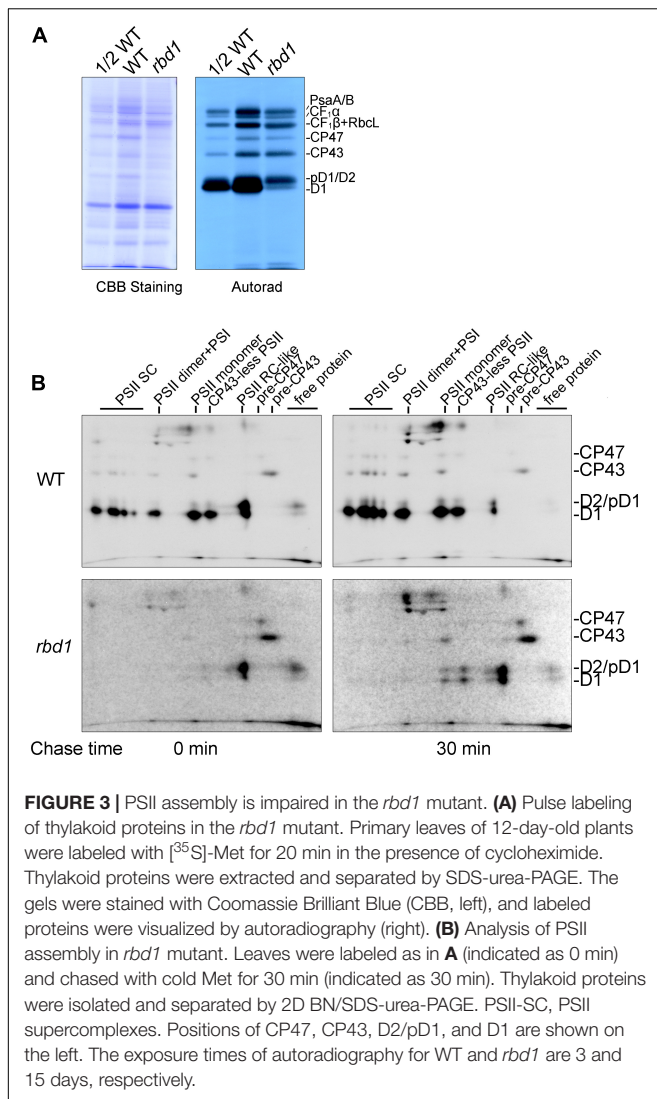 A
1/2 WT
WT
rbd1
1/2 WT
WT
rbd1
PsaA/B
CF1α
-CF1β+RbcL
-CP47
-CP43
-pD1/D2
-D1
CBB Staining
Autorad
B
PSII SC
PSII dimer+PSI
PSII monomer
CP43-less PSII
PSII RC-like
pre-CP47
pre-CP43
free protein
PSII SC
PSII dimer+PSI
PSII monomer
CP43-less PSII
PSII RC-like
pre-CP47
pre-CP43
free protein
WT
-CP47
-CP43
-D2/pD1
-D1
rbd1
-CP47
-CP43
-D2/pD1
-D1
Chase time
0 min
30 min
FIGURE 3 | PSII assembly is impaired in the rbd1 mutant. (A) Pulse labeling
of thylakoid proteins in the rbd1 mutant. Primary leaves of 12-day-old plants
were labeled with [35S]-Met for 20 min in the presence of cycloheximide.
Thylakoid proteins were extracted and separated by SDS-urea-PAGE. The
gels were stained with Coomassie Brilliant Blue (CBB, left), and labeled
proteins were visualized by autoradiography (right). (B) Analysis of PSII
assembly in rbd1 mutant. Leaves were labeled as in A (indicated as 0 min)
and chased with cold Met for 30 min (indicated as 30 min). Thylakoid proteins
were isolated and separated by 2D BN/SDS-urea-PAGE. PSII-SC, PSII
supercomplexes. Positions of CP47, CP43, D2/pD1, and D1 are shown on
the left. The exposure times of autoradiography for WT and rbd1 are 3 and
15 days, respectively.